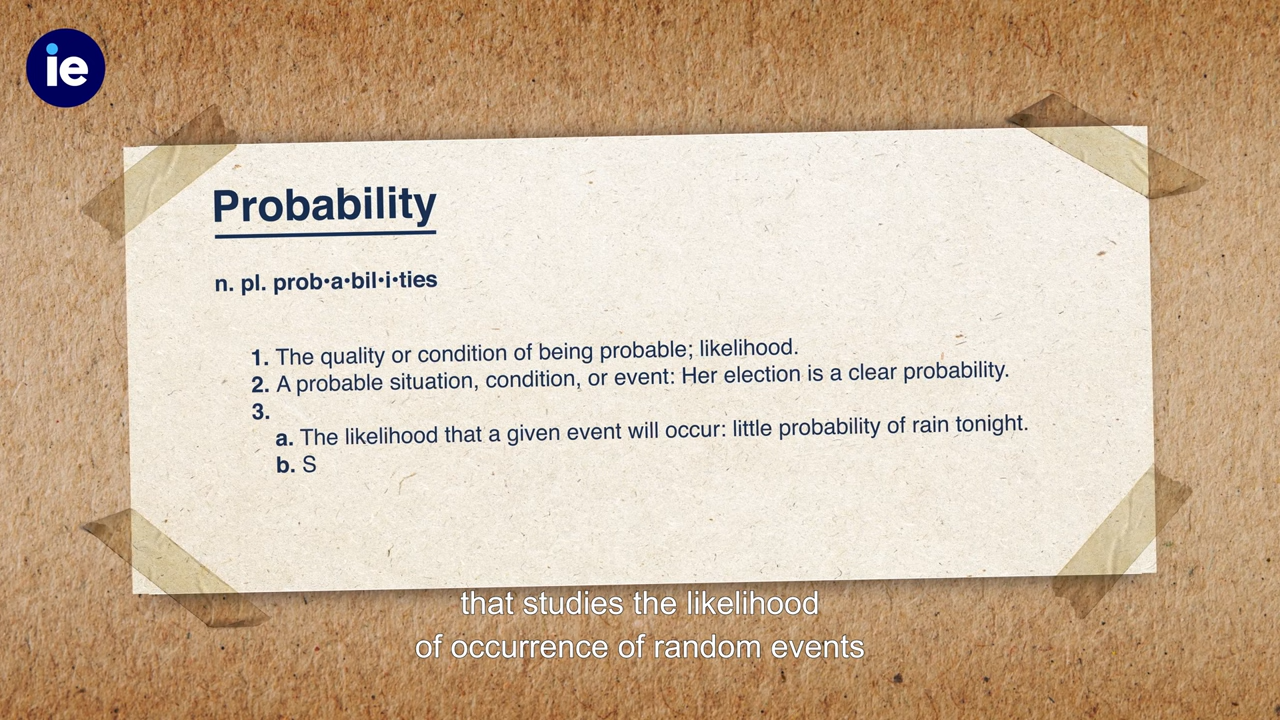 ie
Probability
n. pl. prob•a•bil•i•ties
1. The quality or condition of being probable; likelihood.
2. A probable situation, condition, or event: Her election is a clear probability.
3.
a. The likelihood that a given event will occur: little probability of rain tonight.
b. S
that studies the likelihood
of occurrence of random events